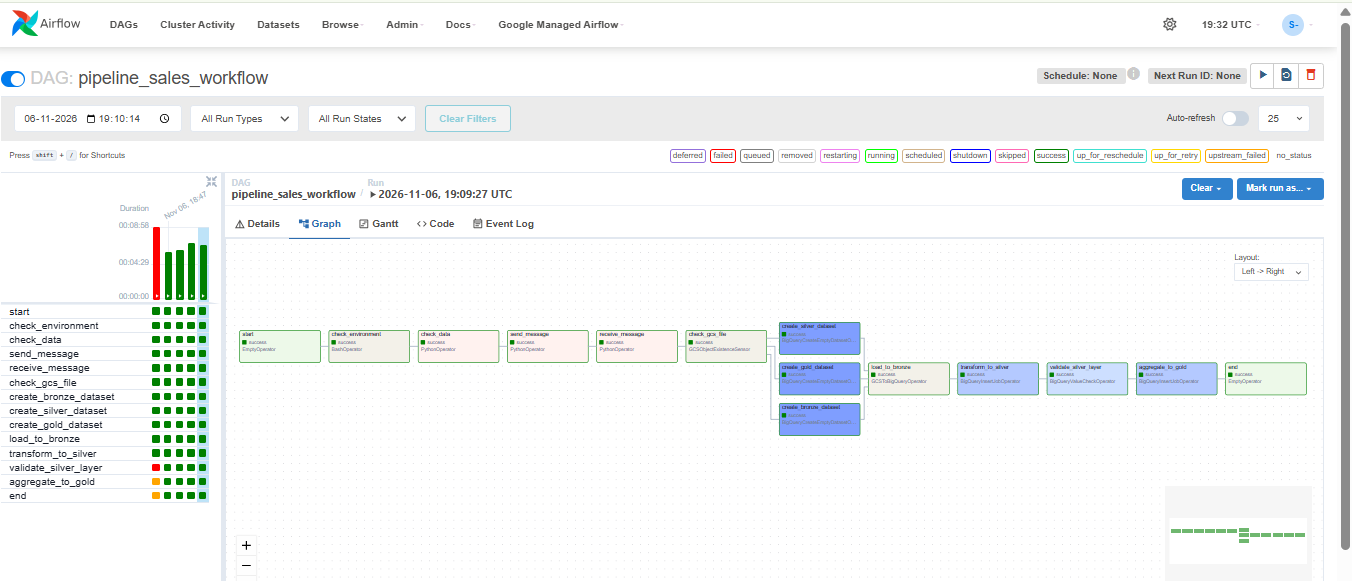 Airflow DAGs Cluster Activity Datasets Browse Admin Docs Google Managed Airflow 19:32 UTC S-
DAG: pipeline_sales_workflow Schedule: None Next Run ID: None
06-11-2026 19:10:14 All Run Types All Run States Clear Filters Auto-refresh 25
Press shift + / for Shortcuts deferred failed queued removed restarting running scheduled shutdown skipped success up_for_reschedule up_for_retry upstream_failed no_status
DAG Run
pipeline_sales_workflow / 2026-11-06, 19:09:27 UTC Clear Mark run as...
Details Graph Gantt Code Event Log
Nov 06, 18:47
Duration
00:08:58
00:04:29
00:00:00
Layout:
Left -> Right
start
check_environment
check_data
send_message
receive_message
check_gcs_file
create_bronze_dataset
create_silver_dataset
create_gold_dataset
load_to_bronze
transform_to_silver
validate_silver_layer
aggregate_to_gold
end
start
success
EmptyOperator
check_environment
success
BashOperator
check_data
success
PythonOperator
send_message
success
PythonOperator
receive_message
success
PythonOperator
check_gcs_file
success
GCSObjectExistenceSensor
create_silver_dataset
success
BigQueryCreateEmptyDatasetO...
create_gold_dataset
success
BigQueryCreateEmptyDatasetO...
create_bronze_dataset
success
BigQueryCreateEmptyDatasetO...
load_to_bronze
success
GCSToBigQueryOperator
transform_to_silver
success
BigQueryInsertJobOperator
validate_silver_layer
success
BigQueryValueCheckOperator
aggregate_to_gold
success
BigQueryInsertJobOperator
end
success
EmptyOperator
+
−